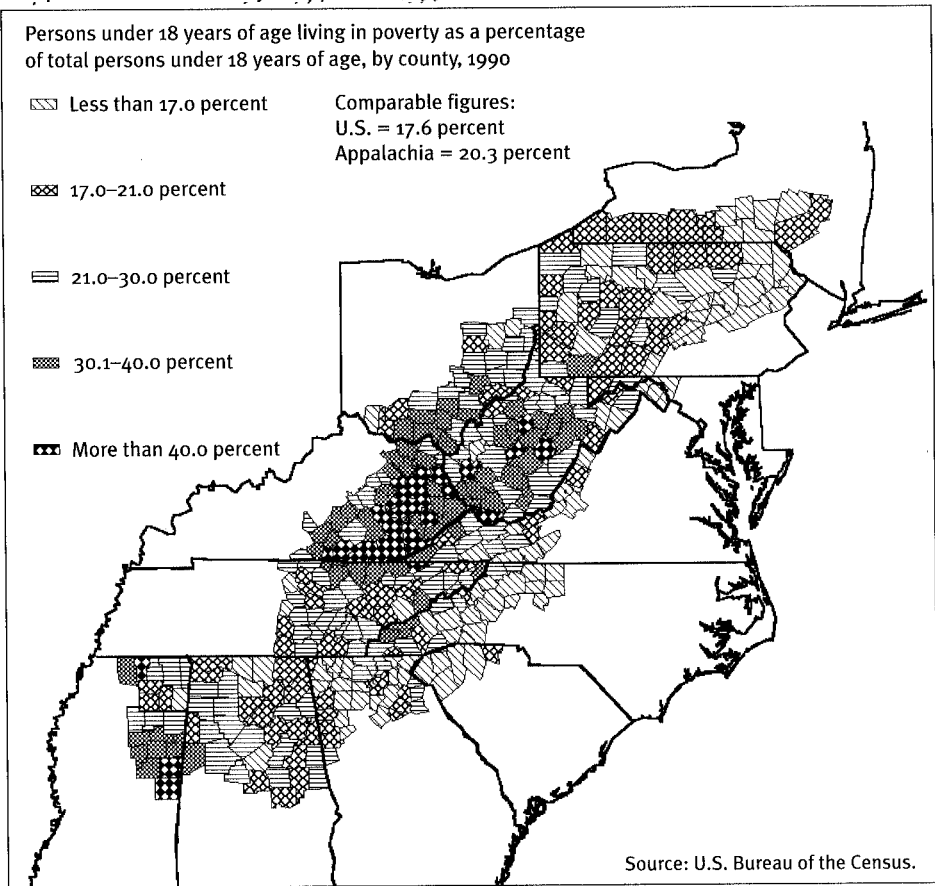 Persons under 18 years of age living in poverty as a percentage
of total persons under 18 years of age, by county, 1990
Less than 17.0 percent
17.0–21.0 percent
21.0–30.0 percent
30.1–40.0 percent
More than 40.0 percent
Comparable figures:
U.S. = 17.6 percent
Appalachia = 20.3 percent
Source: U.S. Bureau of the Census.